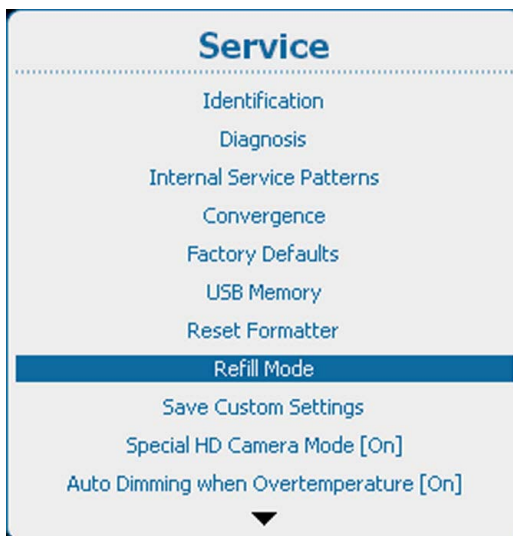 Service
Identification
Diagnosis
Internal Service Patterns
Convergence
Factory Defaults
USB Memory
Reset Formatter
Refill Mode
Save Custom Settings
Special HD Camera Mode [On]
Auto Dimming when Overtemperature [On]